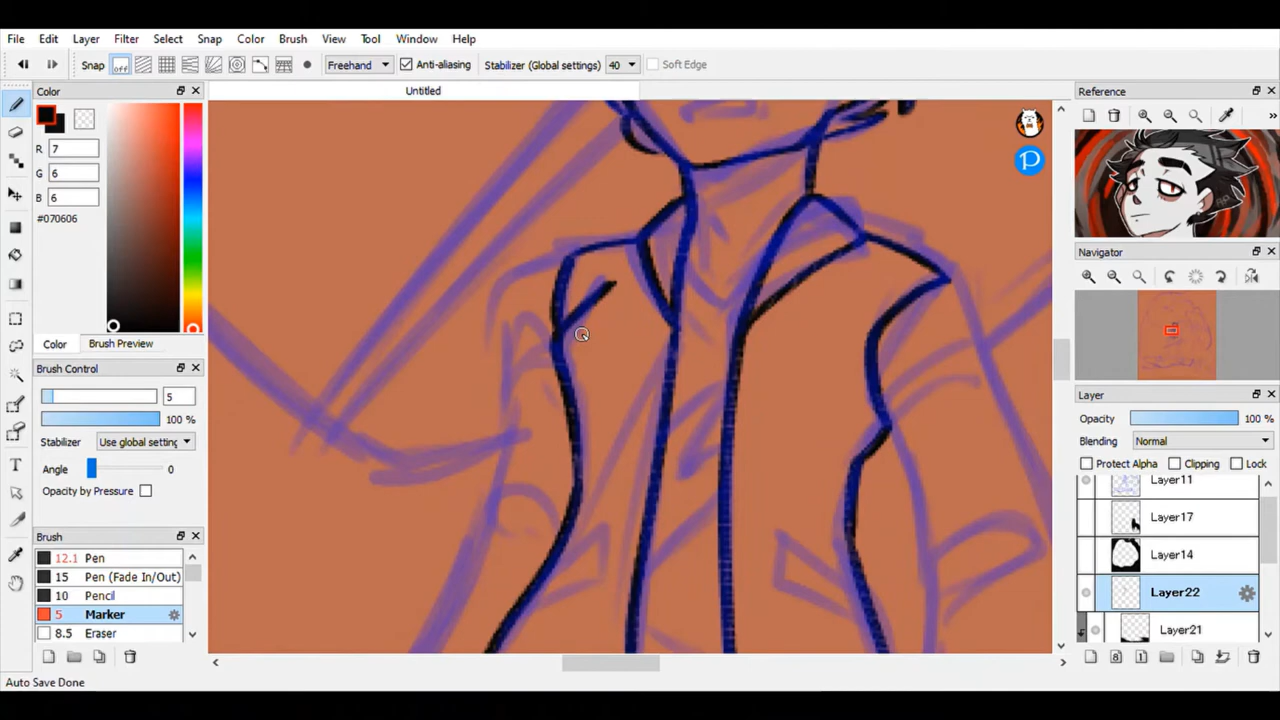 File Edit Layer Filter Select Snap Color Brush View Tool Window Help
Snap off Freehand Anti-aliasing Stabilizer (Global settings) 40 Soft Edge
Untitled
Color
R 7
G 6
B 6
#070606
Color Brush Preview
Brush Control
5
100 %
Stabilizer Use global setting
Angle 0
Opacity by Pressure
Brush
12.1 Pen
15 Pen (Fade In/Out)
10 Pencil
5 Marker
8.5 Eraser
Auto Save Done
Reference
Navigator
Layer
Opacity 100 %
Blending Normal
Protect Alpha Clipping Lock
Layer11
Layer17
Layer14
Layer22
Layer21